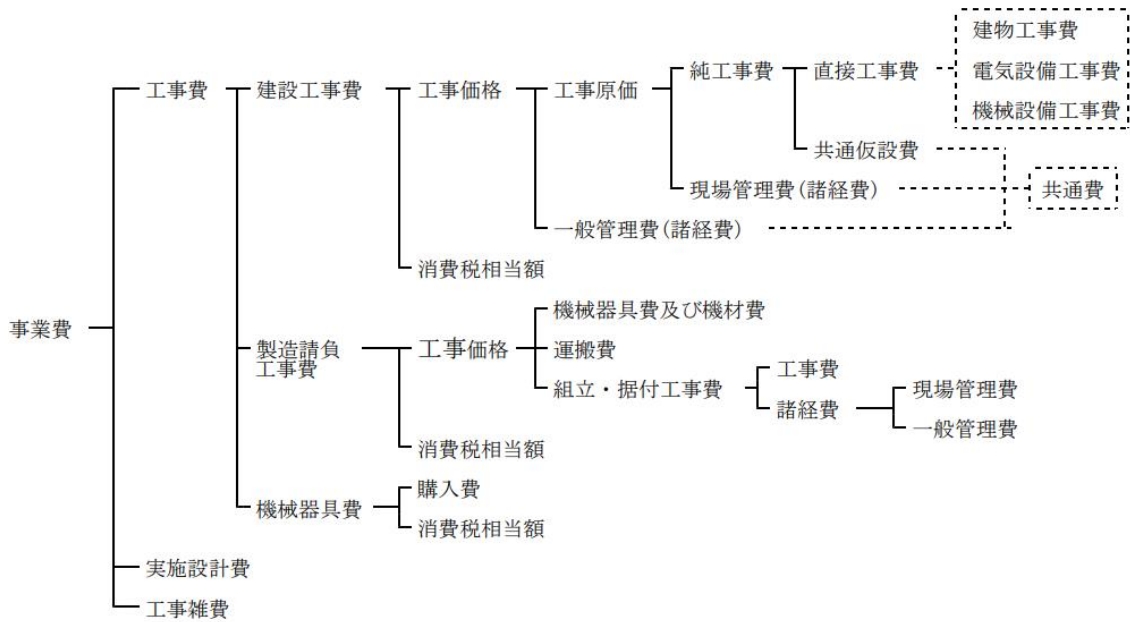 建物工事費
純工事費
直接工事費
電気設備工事費
工事費
建設工事費
工事価格
工事原価
機械設備工事費
共通仮設費
現場管理費(諸経費)
共通費
一般管理費(諸経費)
消費税相当額
事業費
機械器具費及び機材費
製造請負
工事費
工事価格
運搬費
組立・据付工事費
工事費
諸経費
現場管理費
一般管理費
消費税相当額
機械器具費
購入費
消費税相当額
実施設計費
工事雑費